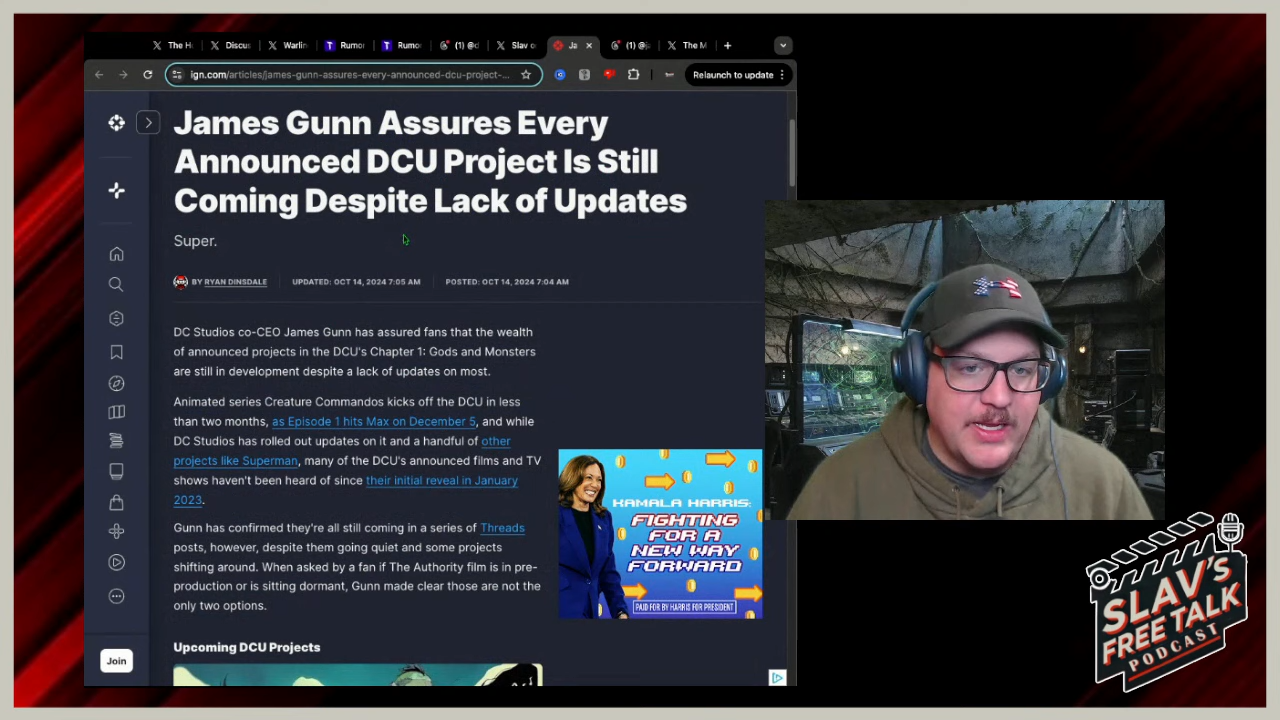 The H
Discus
Warlin
Rumor
Rumo
(1) @d
Slav o
Ja
(1) @j
The M
ign.com/articles/james-gunn-assures-every-announced-dcu-project-...
Relaunch to update
James Gunn Assures Every
Announced DCU Project Is Still
Coming Despite Lack of Updates
Super.
BY RYAN DINSDALE
UPDATED: OCT 14, 2024 7:05 AM
POSTED: OCT 14, 2024 7:04 AM
DC Studios co-CEO James Gunn has assured fans that the wealth
of announced projects in the DCU's Chapter 1: Gods and Monsters
are still in development despite a lack of updates on most.
Animated series Creature Commandos kicks off the DCU in less
than two months, as Episode 1 hits Max on December 5, and while
DC Studios has rolled out updates on it and a handful of other
projects like Superman, many of the DCU's announced films and TV
shows haven't been heard of since their initial reveal in January
2023.
Gunn has confirmed they're all still coming in a series of Threads
posts, however, despite them going quiet and some projects
shifting around. When asked by a fan if The Authority film is in pre-
production or is sitting dormant, Gunn made clear those are not the
only two options.
Upcoming DCU Projects
Join
KAMALA HARRIS:
FIGHTING
FOR A
NEW WAY
FORWARD
PAID FOR BY HARRIS FOR PRESIDENT
SLAV'S
FREE TALK
PODCAST